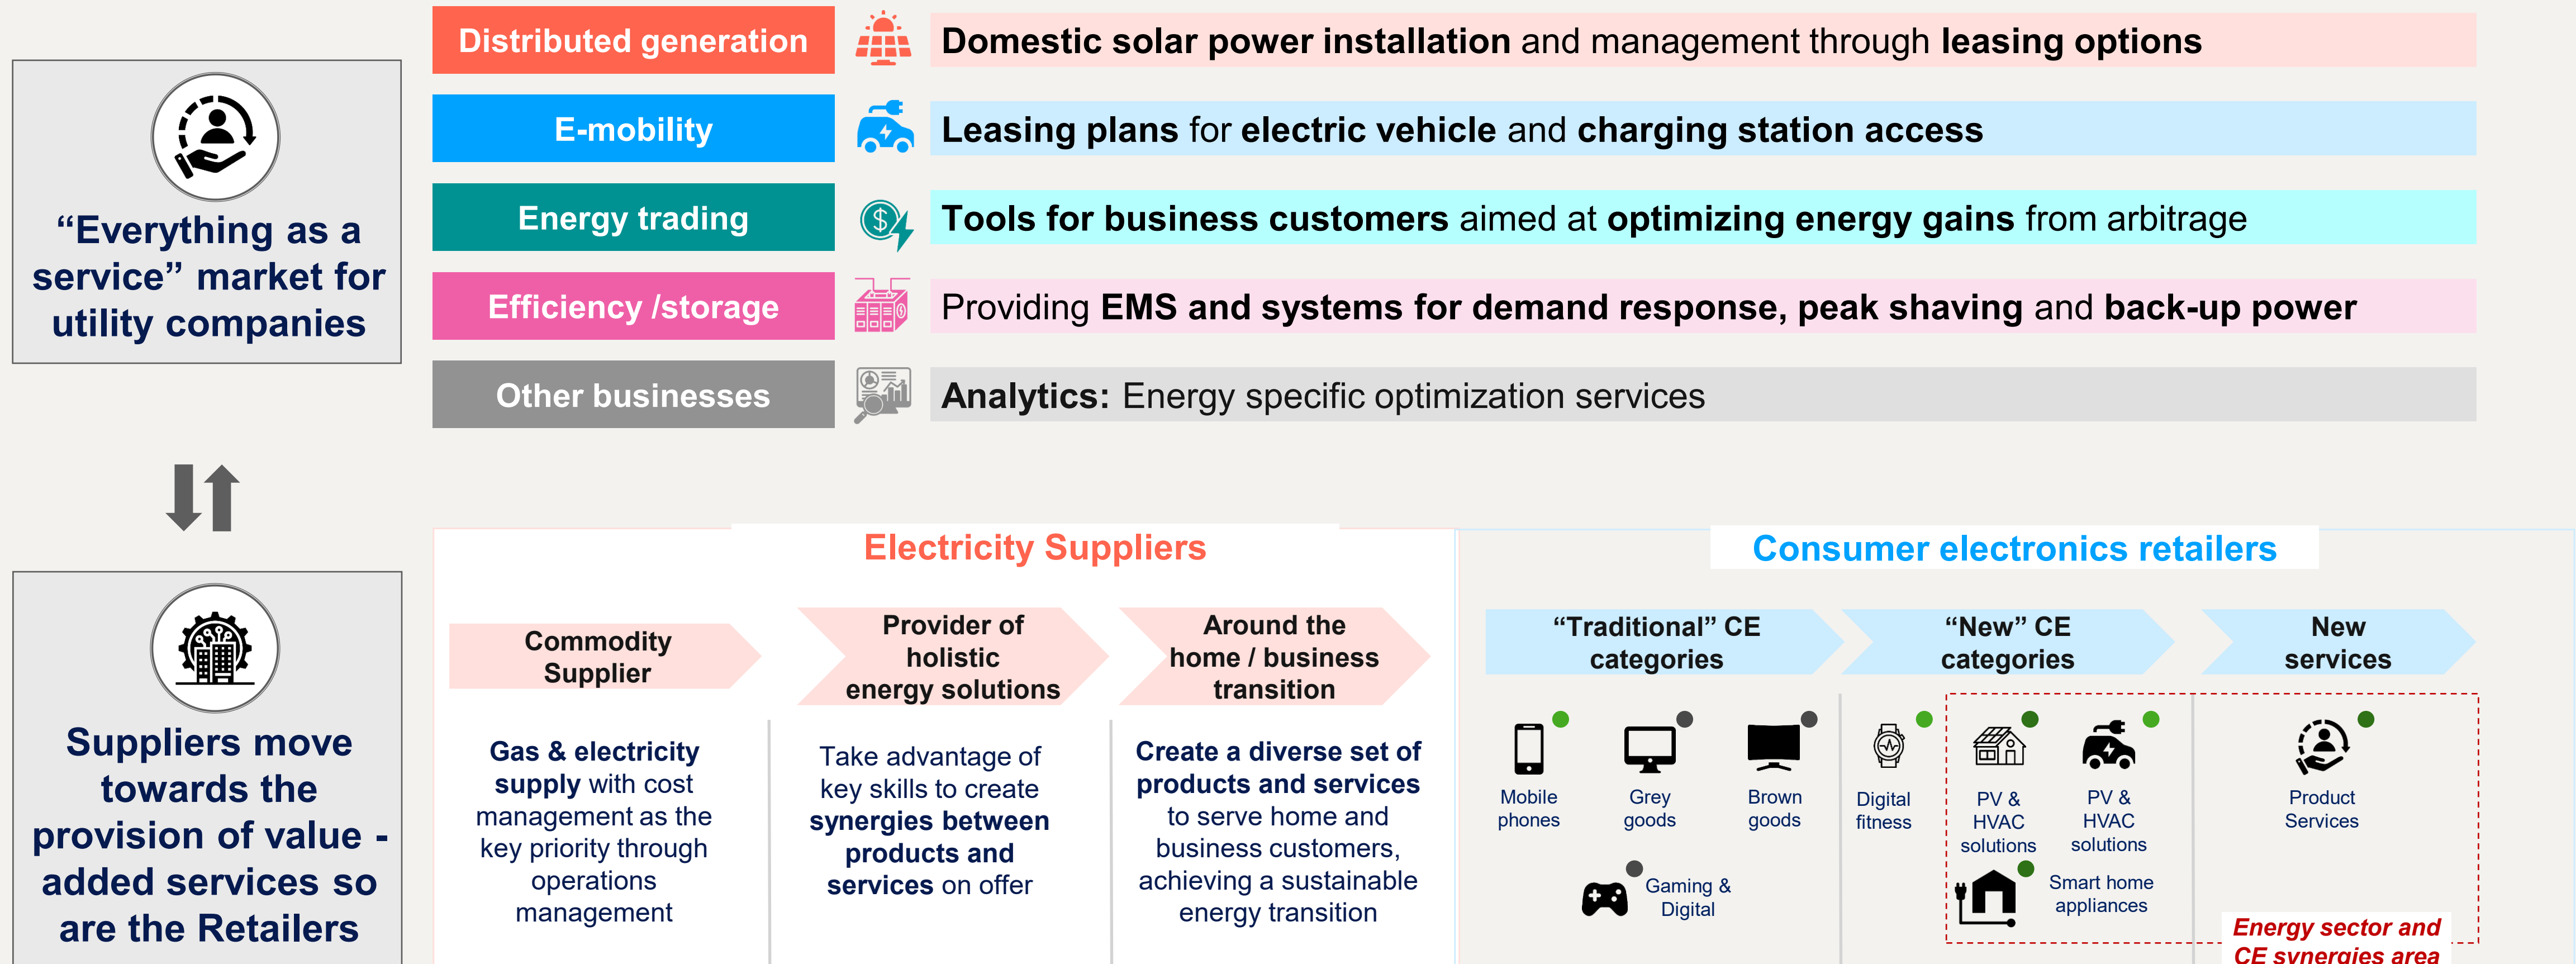 Distributed generation
Domestic solar power installation and management through leasing options
E-mobility
Leasing plans for electric vehicle and charging station access
Energy trading
Tools for business customers aimed at optimizing energy gains from arbitrage
Efficiency /storage
Providing EMS and systems for demand response, peak shaving and back-up power
Other businesses
Analytics: Energy specific optimization services
“Everything as a
service” market for
utility companies
Suppliers move
towards the
provision of value -
added services so
are the Retailers
Electricity Suppliers
Commodity
Supplier
Gas & electricity
supply with cost
management as the
key priority through
operations
management
Provider of
holistic
energy solutions
Take advantage of
key skills to create
synergies between
products and
services on offer
Around the
home / business
transition
Create a diverse set of
products and services
to serve home and
business customers,
achieving a sustainable
energy transition
Consumer electronics retailers
“Traditional” CE
categories
Mobile
phones
Grey
goods
Brown
goods
Gaming &
Digital
“New” CE
categories
Digital
fitness
PV &
HVAC
solutions
PV &
HVAC
solutions
Smart home
appliances
New
services
Product
Services
Energy sector and
CE synergies area